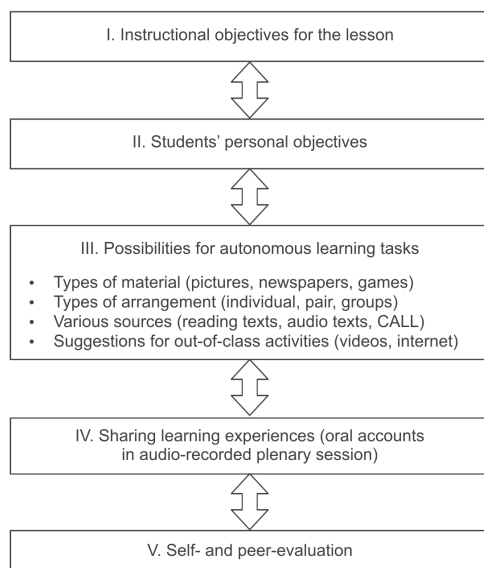 I. Instructional objectives for the lesson
II. Students’ personal objectives
III. Possibilities for autonomous learning tasks
• Types of material (pictures, newspapers, games)
• Types of arrangement (individual, pair, groups)
• Various sources (reading texts, audio texts, CALL)
• Suggestions for out-of-class activities (videos, internet)
IV. Sharing learning experiences (oral accounts
in audio-recorded plenary session)
V. Self- and peer-evaluation